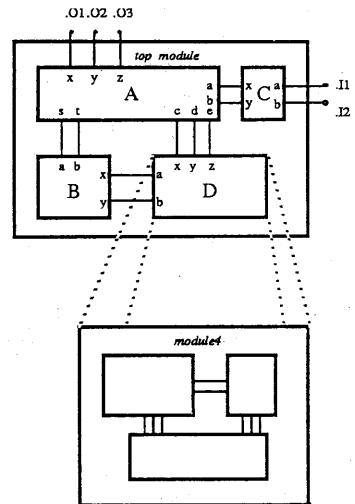 .O1.O2 .O3
top module
x y z
A
a
b
x
y
C
a
b
.I1
.I2
s t
c d e
a b
B
x
y
a
b
x y z
D
module4